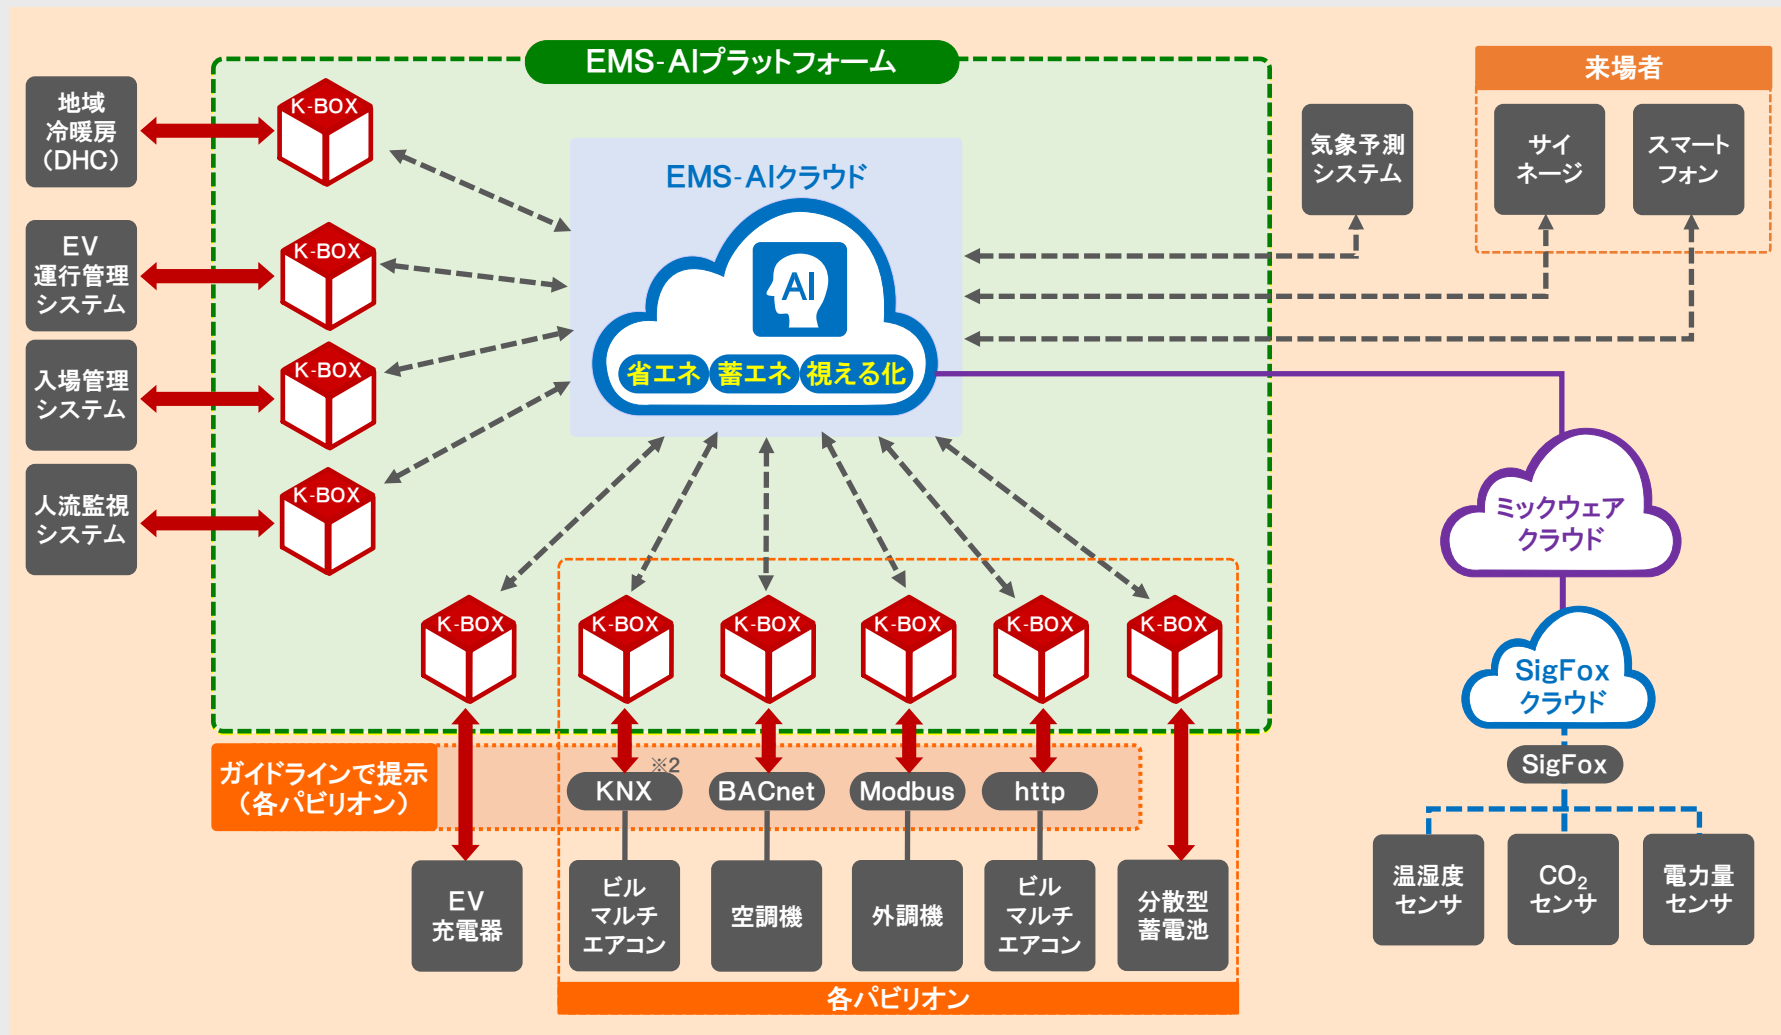 EMS-AIプラットフォーム
来場者
地域
冷暖房
（DHC）
K-BOX
EMS-AIクラウド
気象予測
システム
サイ
ネージ
スマート
フォン
EV
運行管理
システム
K-BOX
AI
入場管理
システム
K-BOX
省エネ
蓄エネ
視える化
人流監視
システム
K-BOX
ミックウェア
クラウド
K-BOX
K-BOX
K-BOX
K-BOX
K-BOX
K-BOX
SigFox
クラウド
ガイドラインで提示
（各パビリオン）
※2
KNX
BACnet
Modbus
http
SigFox
EV
充電器
ビル
マルチ
エアコン
空調機
外調機
ビル
マルチ
エアコン
分散型
蓄電池
温湿度
センサ
CO₂
センサ
電力量
センサ
各パビリオン